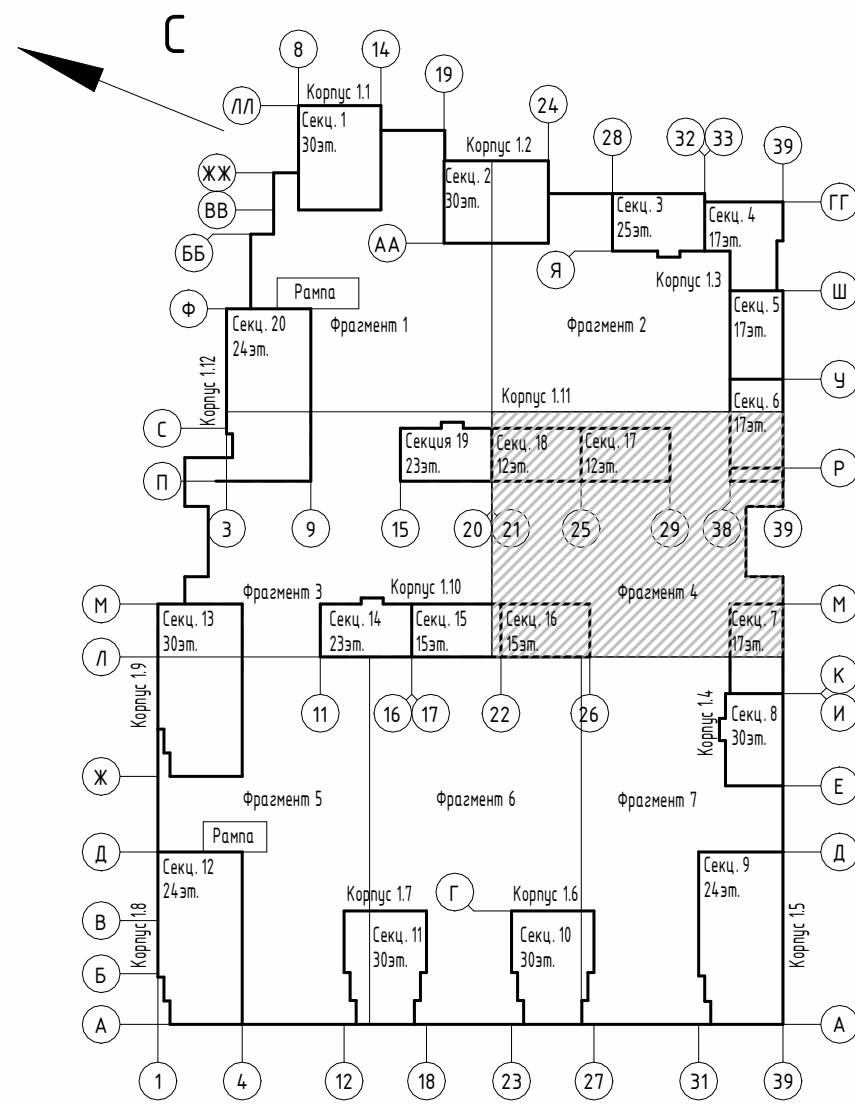 С
8
14
19
24
28
32
33
39
ЛЛ
Корпус 1.1
Секц. 1
30эт.
Корпус 1.2
Секц. 2
30эт.
ЖЖ
ВВ
ББ
АА
Секц. 3
25эт.
Секц. 4
17эт.
ГГ
Я
Корпус 1.3
Ш
Рампа
Ф
Секц. 20
24эт.
Фрагмент 1
Фрагмент 2
Секц. 5
17эт.
Корпус 1.12
У
Корпус 1.11
Секц. 6
17эт.
С
Секция 19
23эт.
Секц. 18
12эт.
Секц. 17
12эт.
П
Р
3
9
15
20
21
25
29
38
39
Фрагмент 3
Корпус 1.10
Фрагмент 4
М
Секц. 13
30эт.
Секц. 14
23эт.
Секц. 15
15эт.
Секц. 16
15эт.
Секц. 7
17эт.
М
Л
Корпус 1.9
11
16
17
22
26
Корпус 1.4
Секц. 8
30эт.
К
И
Ж
Е
Фрагмент 5
Фрагмент 6
Фрагмент 7
Рампа
Д
Секц. 12
24эт.
Секц. 9
24эт.
Д
Корпус 1.7
Г
Корпус 1.6
В
Корпус 1.8
Секц. 11
30эт.
Секц. 10
30эт.
Корпус 1.5
Б
А
А
1
4
12
18
23
27
31
39